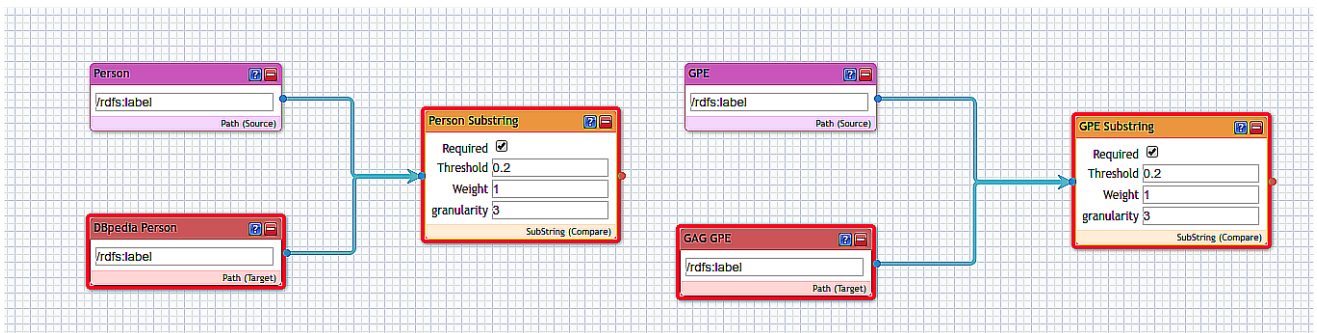 Person
/rdfs:label
Path (Source)
DBpedia Person
/rdfs:label
Path (Target)
Person Substring
Required
Threshold 0.2
Weight 1
granularity 3
SubString (Compare)
GPE
/rdfs:label
Path (Source)
GAG GPE
/rdfs:label
Path (Target)
GPE Substring
Required
Threshold 0.2
Weight 1
granularity 3
SubString (Compare)